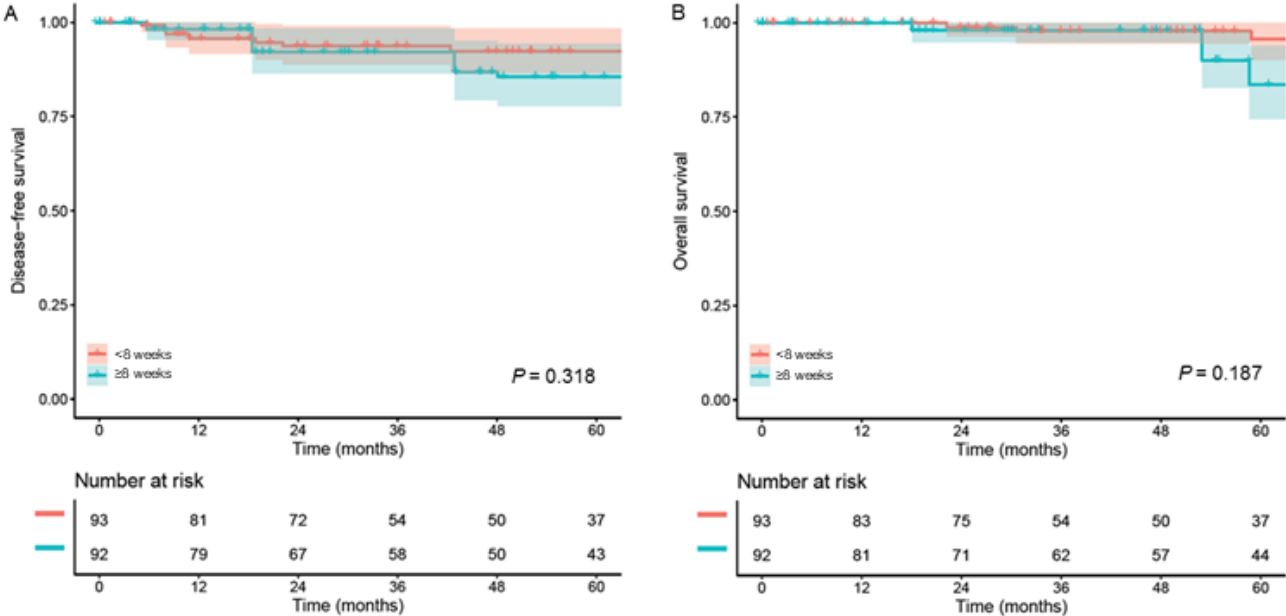 A
Disease-free survival
1.00
0.75
0.50
0.25
0.00
<8 weeks
≥8 weeks
P = 0.318
0 12 24 36 48 60
Time (months)
Number at risk
93 81 72 54 50 37
92 79 67 58 50 43
0 12 24 36 48 60
Time (months)
B
Overall survival
1.00
0.75
0.50
0.25
0.00
<8 weeks
≥8 weeks
P = 0.187
0 12 24 36 48 60
Time (months)
Number at risk
93 83 75 54 50 37
92 81 71 62 57 44
0 12 24 36 48 60
Time (months)